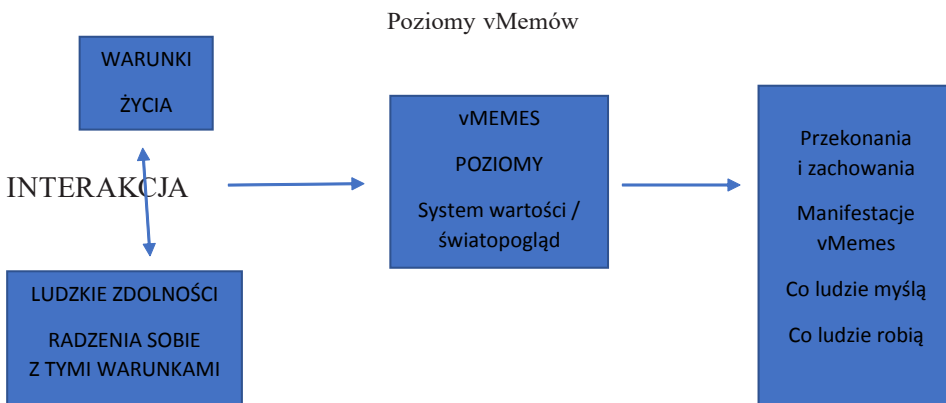 Poziomy vMemów
WARUNKI
ŻYCIA
INTERAKCJA
LUDZKIE ZDOLNOŚCI
RADZENIA SOBIE
Z TYMI WARUNKAMI
vMEMES
POZIOMY
System wartości /
światopogląd
Przekonania
i zachowania
Manifestacje
vMemes
Co ludzie myślą
Co ludzie robią